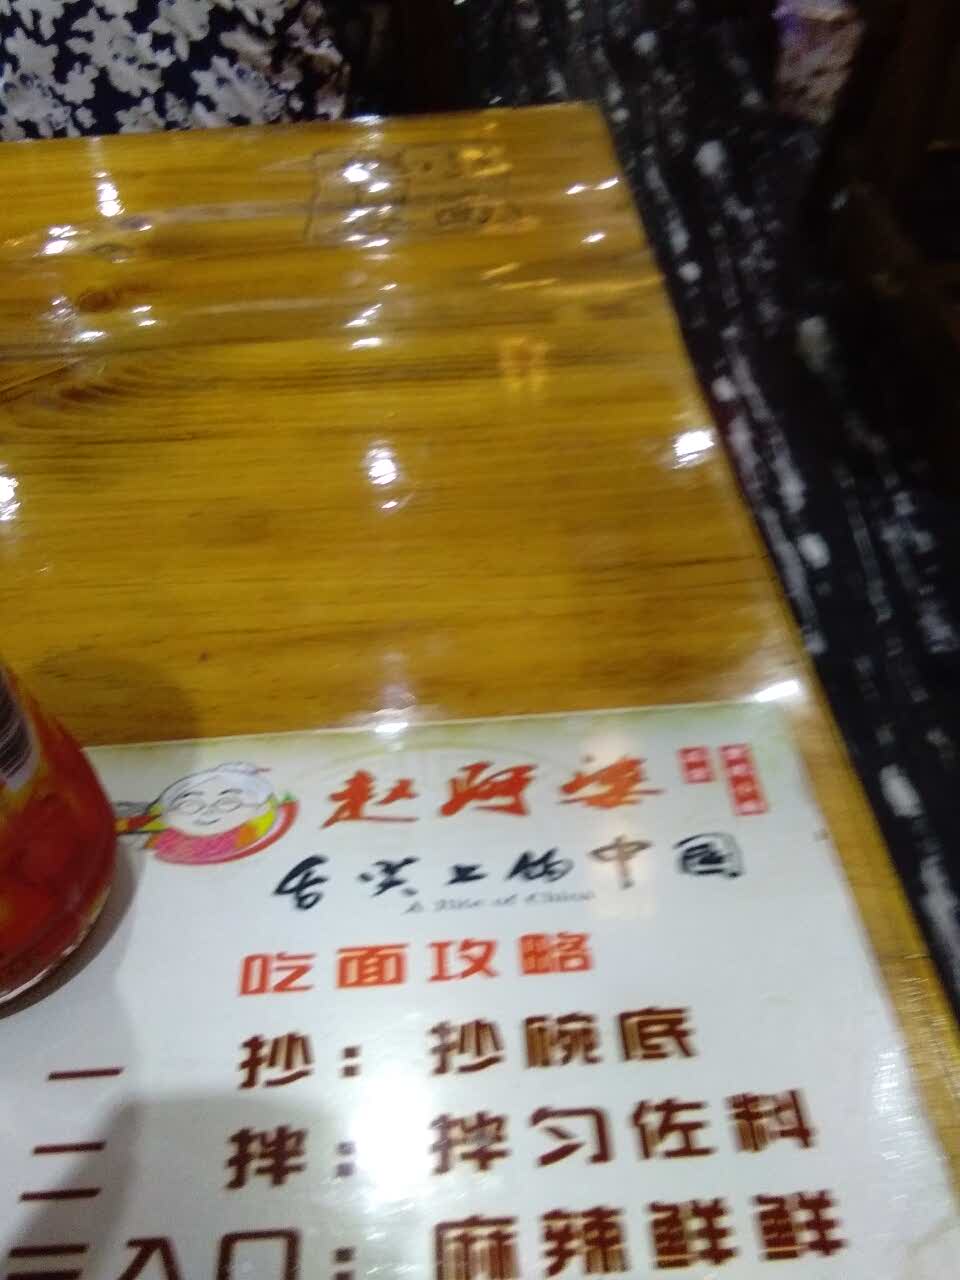 赵阿婆
舌尖上的中国
A Bite of China
吃面攻略
一 抄：抄碗底
二 拌：拌匀佐料
三入口：麻辣鲜鲜